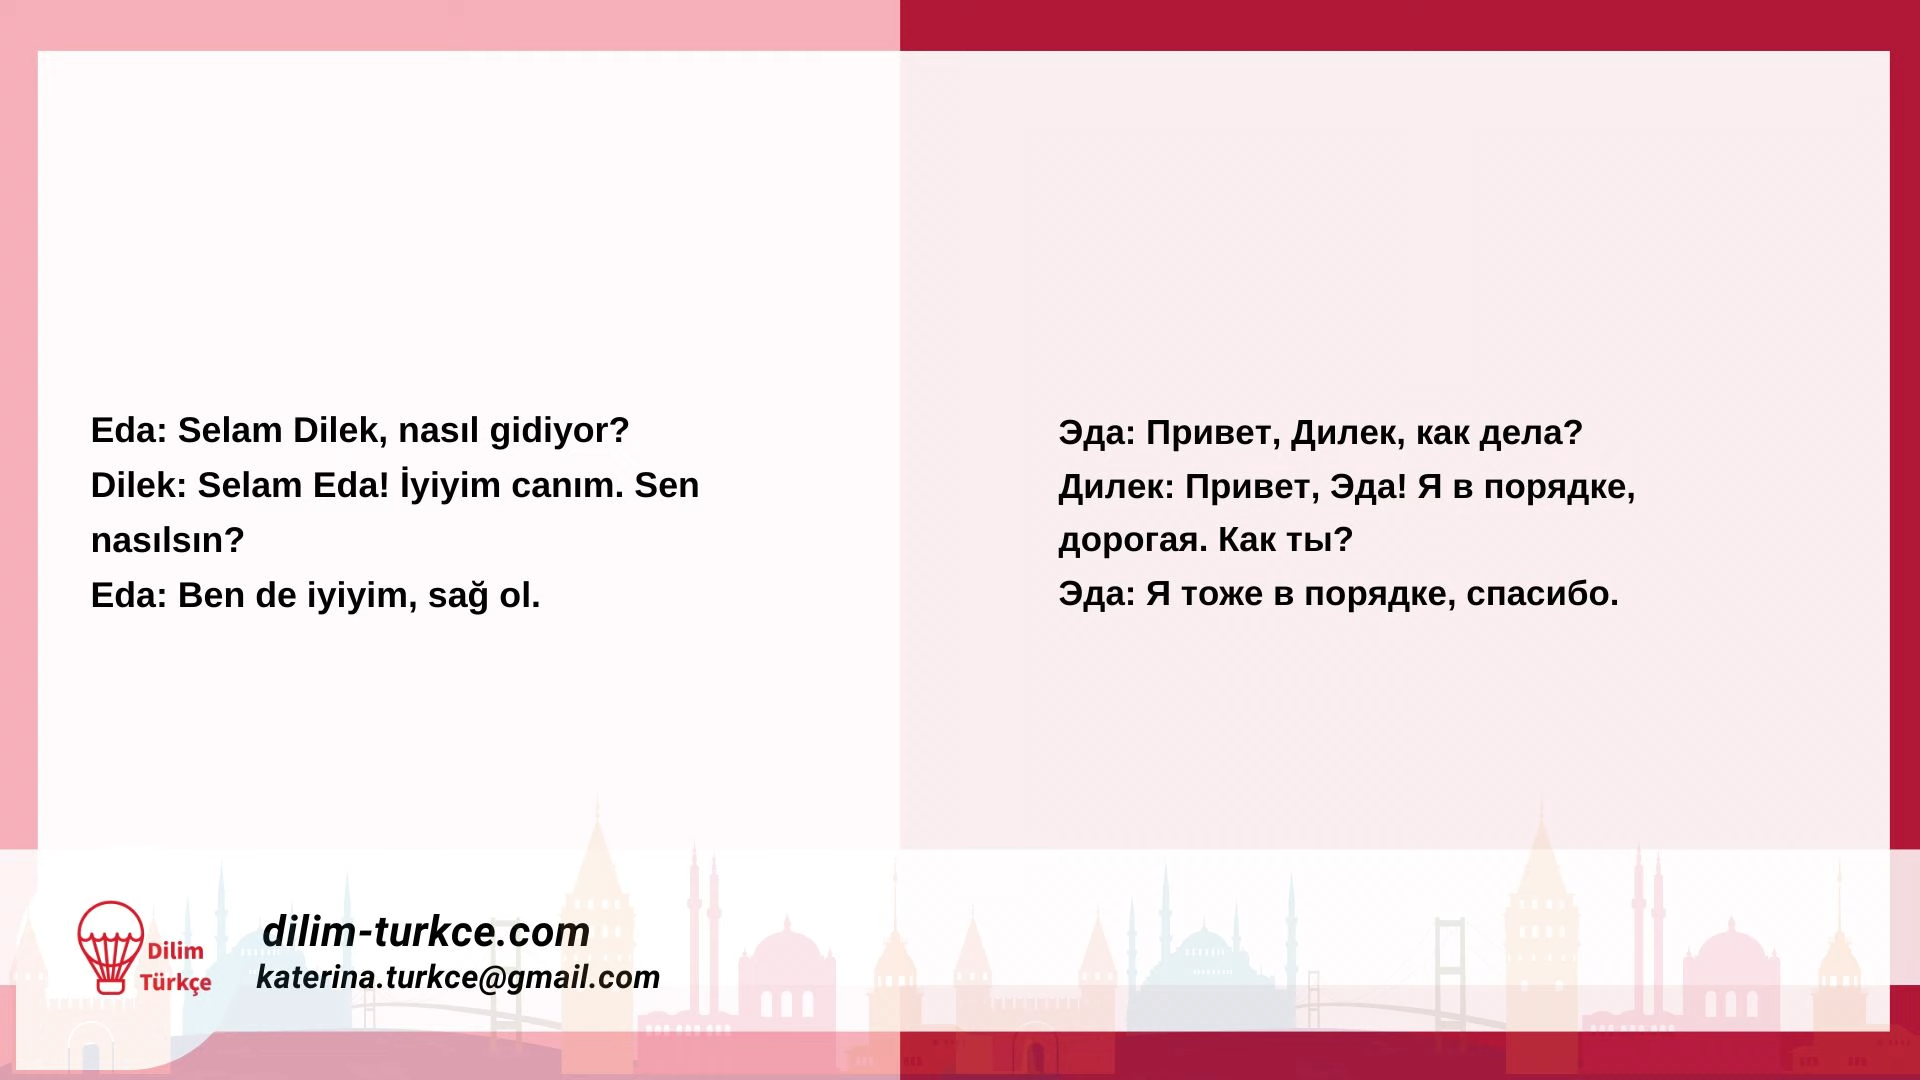 Eda: Selam Dilek, nasıl gidiyor?
Dilek: Selam Eda! İyiyim canım. Sen
nasılsın?
Eda: Ben de iyiyim, sağ ol.
Эда: Привет, Дилек, как дела?
Дилек: Привет, Эда! Я в порядке,
дорогая. Как ты?
Эда: Я тоже в порядке, спасибо.
Dilim
Türkçe
dilim-turkce.com
katerina.turkce@gmail.com